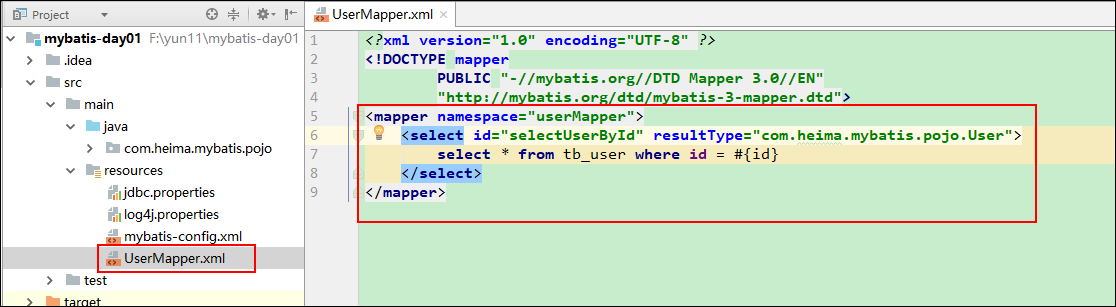 Project
UserMapper.xml
mybatis-day01 F:\yun11\mybatis-day01
.idea
src
main
java
com.heima.mybatis.pojo
resources
jdbc.properties
log4j.properties
mybatis-config.xml
UserMapper.xml
test
target
1 <?xml version="1.0" encoding="UTF-8" ?>
2 <!DOCTYPE mapper
3 PUBLIC "-//mybatis.org//DTD Mapper 3.0//EN"
4 "http://mybatis.org/dtd/mybatis-3-mapper.dtd">
5 <mapper namespace="userMapper">
6 <select id="selectUserById" resultType="com.heima.mybatis.pojo.User">
7 select * from tb_user where id = #{id}
8 </select>
9 </mapper>